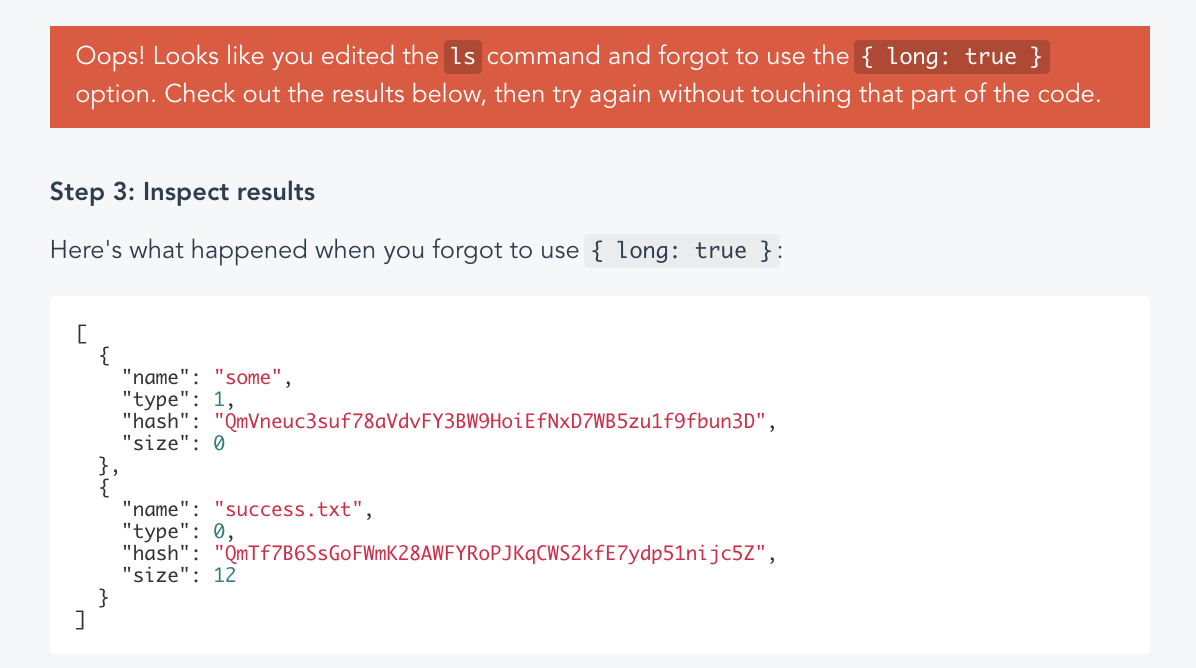 Oops! Looks like you edited the ls command and forgot to use the { long: true }
option. Check out the results below, then try again without touching that part of the code.
Step 3: Inspect results
Here's what happened when you forgot to use { long: true }:
[
  {
    "name": "some",
    "type": 1,
    "hash": "QmVneuc3suf78aVdvFY3BW9HoiEfNxD7WB5zu1f9fbun3D",
    "size": 0
  },
  {
    "name": "success.txt",
    "type": 0,
    "hash": "QmTf7B6SsGoFWmK28AWFYRoPJKqCWS2kfE7ydp51nijc5Z",
    "size": 12
  }
]